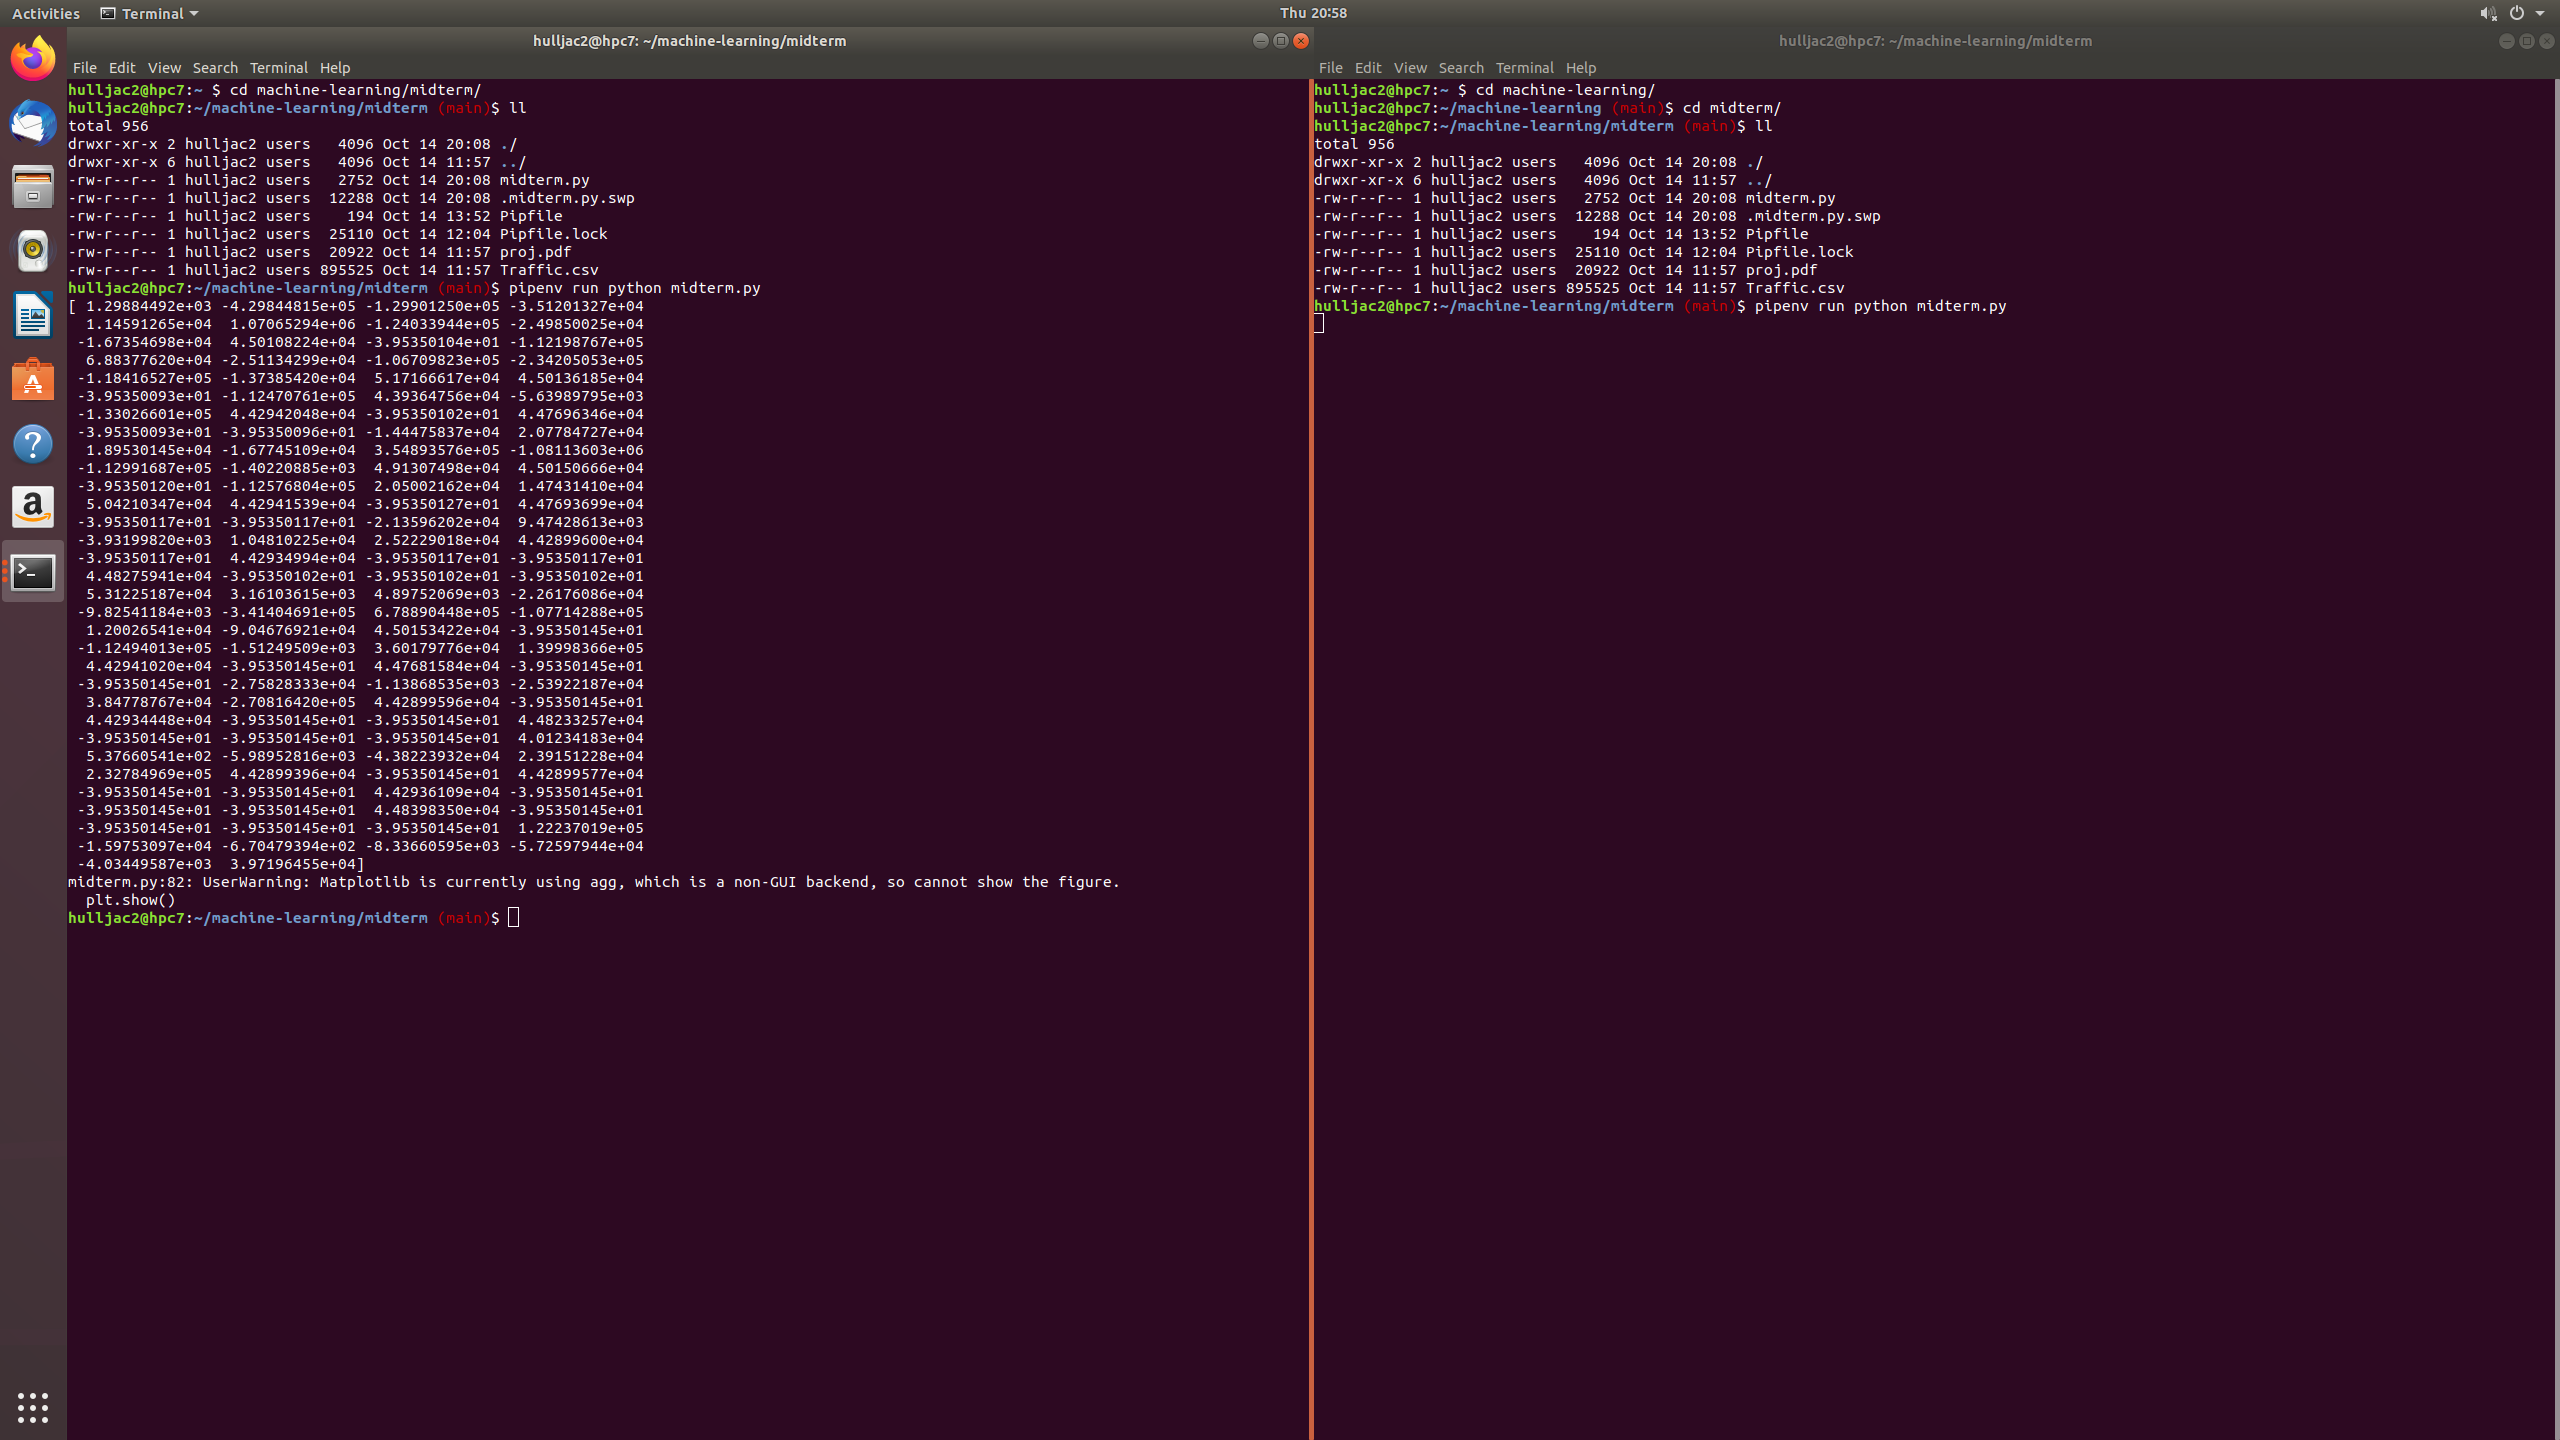 Activities Terminal Thu 20:58
hulljac2@hpc7: ~/machine-learning/midterm
File Edit View Search Terminal Help
hulljac2@hpc7:~ $ cd machine-learning/midterm/
hulljac2@hpc7:~/machine-learning/midterm (main)$ ll
total 956
drwxr-xr-x 2 hulljac2 users   4096 Oct 14 20:08 ./
drwxr-xr-x 6 hulljac2 users   4096 Oct 14 11:57 ../
-rw-r--r-- 1 hulljac2 users   2752 Oct 14 20:08 midterm.py
-rw-r--r-- 1 hulljac2 users  12288 Oct 14 20:08 .midterm.py.swp
-rw-r--r-- 1 hulljac2 users    194 Oct 14 13:52 Pipfile
-rw-r--r-- 1 hulljac2 users  25110 Oct 14 12:04 Pipfile.lock
-rw-r--r-- 1 hulljac2 users  20922 Oct 14 11:57 proj.pdf
-rw-r--r-- 1 hulljac2 users 895525 Oct 14 11:57 Traffic.csv
hulljac2@hpc7:~/machine-learning/midterm (main)$ pipenv run python midterm.py
[ 1.29884492e+03 -4.29844815e+05 -1.29901250e+05 -3.51201327e+04
  1.14591265e+04  1.07065294e+06 -1.24033944e+05 -2.49850025e+04
 -1.67354698e+04  4.50108224e+04 -3.95350104e+01 -1.12198767e+05
  6.88377620e+04 -2.51134299e+04 -1.06709823e+05 -2.34205053e+05
 -1.18416527e+05 -1.37385420e+04  5.17166617e+04  4.50136185e+04
 -3.95350093e+01 -1.12470761e+05  4.39364756e+04 -5.63989795e+03
 -1.33026601e+05  4.42942048e+04 -3.95350102e+01  4.47696346e+04
 -3.95350093e+01 -3.95350096e+01 -1.44475837e+04  2.07784727e+04
  1.89530145e+04 -1.67745109e+04  3.54893576e+05 -1.08113603e+06
 -1.12991687e+05 -1.40220885e+03  4.91307498e+04  4.50150666e+04
 -3.95350120e+01 -1.12576804e+05  2.05002162e+04  1.47431410e+04
  5.04210347e+04  4.42941539e+04 -3.95350127e+01  4.47693699e+04
 -3.95350117e+01 -3.95350117e+01 -2.13596202e+04  9.47428613e+03
 -3.93199820e+03  1.04810225e+04  2.52229018e+04  4.42899600e+04
 -3.95350117e+01  4.42934994e+04 -3.95350117e+01 -3.95350117e+01
  4.48275941e+04 -3.95350102e+01 -3.95350102e+01 -3.95350102e+01
  5.31225187e+04  3.16103615e+03  4.89752069e+03 -2.26176086e+04
 -9.82541184e+03 -3.41404691e+05  6.78890448e+05 -1.07714288e+05
  1.20026541e+04 -9.04676921e+04  4.50153422e+04 -3.95350145e+01
 -1.12494013e+05 -1.51249509e+03  3.60179776e+04  1.39998366e+05
  4.42941020e+04 -3.95350145e+01  4.47681584e+04 -3.95350145e+01
 -3.95350145e+01 -2.75828333e+04 -1.13868535e+03 -2.53922187e+04
  3.84778767e+04 -2.70816420e+05  4.42899596e+04 -3.95350145e+01
  4.42934448e+04 -3.95350145e+01 -3.95350145e+01  4.48233257e+04
 -3.95350145e+01 -3.95350145e+01 -3.95350145e+01  4.01234183e+04
  5.37660541e+02 -5.98952816e+03 -4.38223932e+04  2.39151228e+04
  2.32784969e+05  4.42899396e+04 -3.95350145e+01  4.42899577e+04
 -3.95350145e+01 -3.95350145e+01  4.42936109e+04 -3.95350145e+01
 -3.95350145e+01 -3.95350145e+01  4.48398350e+04 -3.95350145e+01
 -3.95350145e+01 -3.95350145e+01 -3.95350145e+01  1.22237019e+05
 -1.59753097e+04 -6.70479394e+02 -8.33660595e+03 -5.72597944e+04
 -4.03449587e+03  3.97196455e+04]
midterm.py:82: UserWarning: Matplotlib is currently using agg, which is a non-GUI backend, so cannot show the figure.
  plt.show()
hulljac2@hpc7:~/machine-learning/midterm (main)$
hulljac2@hpc7: ~/machine-learning/midterm
File Edit View Search Terminal Help
hulljac2@hpc7:~ $ cd machine-learning/
hulljac2@hpc7:~/machine-learning (main)$ cd midterm/
hulljac2@hpc7:~/machine-learning/midterm (main)$ ll
total 956
drwxr-xr-x 2 hulljac2 users   4096 Oct 14 20:08 ./
drwxr-xr-x 6 hulljac2 users   4096 Oct 14 11:57 ../
-rw-r--r-- 1 hulljac2 users   2752 Oct 14 20:08 midterm.py
-rw-r--r-- 1 hulljac2 users  12288 Oct 14 20:08 .midterm.py.swp
-rw-r--r-- 1 hulljac2 users    194 Oct 14 13:52 Pipfile
-rw-r--r-- 1 hulljac2 users  25110 Oct 14 12:04 Pipfile.lock
-rw-r--r-- 1 hulljac2 users  20922 Oct 14 11:57 proj.pdf
-rw-r--r-- 1 hulljac2 users 895525 Oct 14 11:57 Traffic.csv
hulljac2@hpc7:~/machine-learning/midterm (main)$ pipenv run python midterm.py